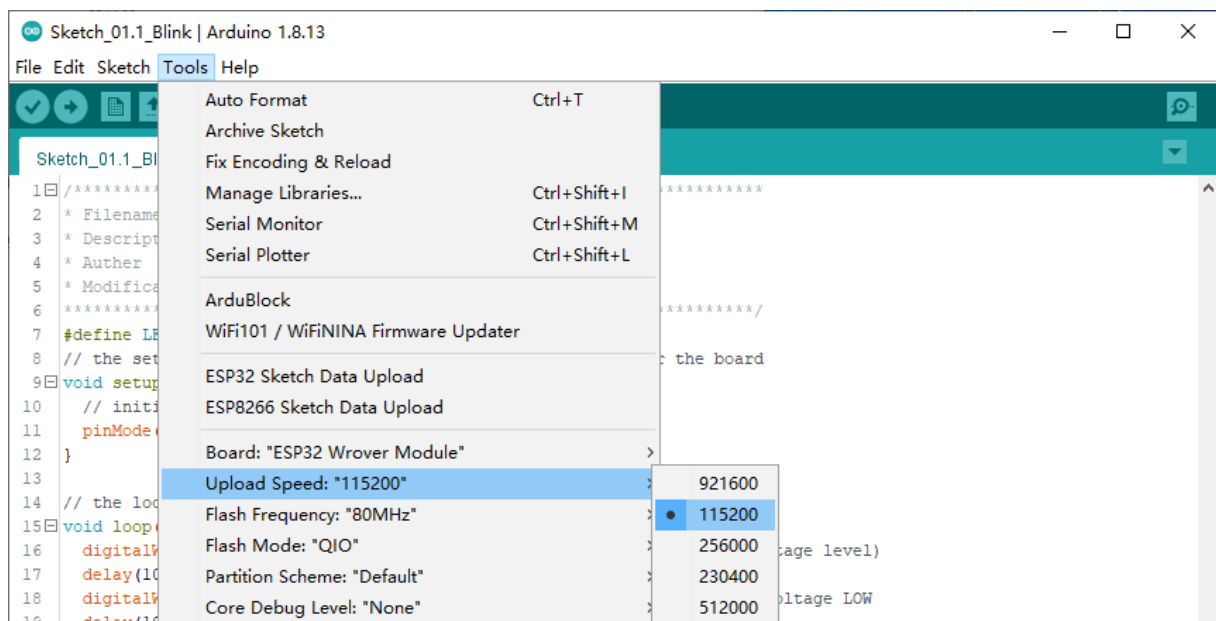 Sketch_01.1_Blink | Arduino 1.8.13
File Edit Sketch Tools Help
Sketch_01.1_Bl
Auto Format Ctrl+T
Archive Sketch
Fix Encoding & Reload
Manage Libraries... Ctrl+Shift+I
Serial Monitor Ctrl+Shift+M
Serial Plotter Ctrl+Shift+L
ArduBlock
WiFi101 / WiFiNINA Firmware Updater
ESP32 Sketch Data Upload
ESP8266 Sketch Data Upload
Board: "ESP32 Wrover Module"
Upload Speed: "115200"
Flash Frequency: "80MHz"
Flash Mode: "QIO"
Partition Scheme: "Default"
Core Debug Level: "None"
921600
115200
256000
230400
512000
1 /********** ***********
2 * Filename
3 * Descript
4 * Auther
5 * Modifica
6 ********** **********/
7 #define LE
8 // the set r the board
9 void setup
10 // initi
11 pinMode(
12 }
13
14 // the loo
15 void loop(
16 digitalW tage level)
17 delay(10
18 digitalW oltage LOW
19 delay(10